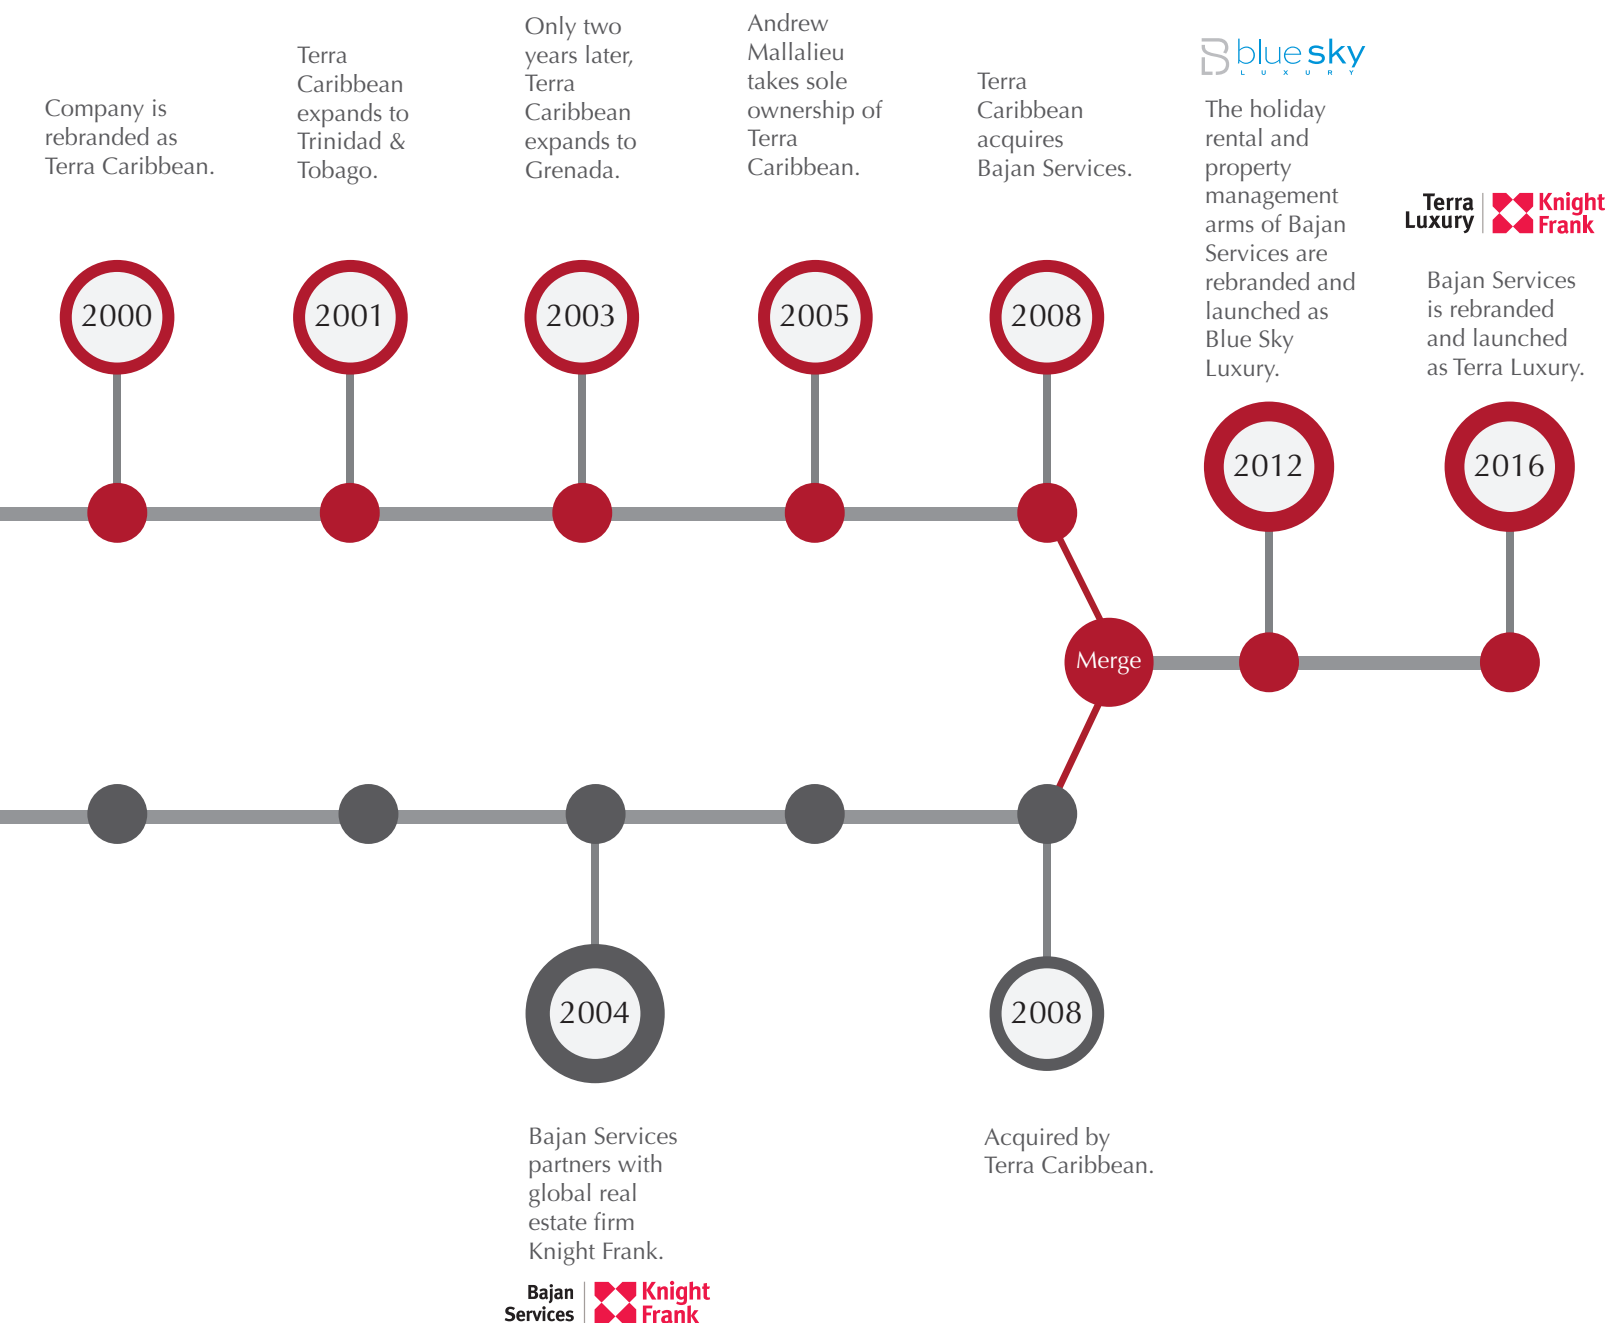 Company is
rebranded as
Terra Caribbean.
Terra
Caribbean
expands to
Trinidad &
Tobago.
Only two
years later,
Terra
Caribbean
expands to
Grenada.
Andrew
Mallalieu
takes sole
ownership of
Terra
Caribbean.
Terra
Caribbean
acquires
Bajan Services.
blue sky
LUXURY
The holiday
rental and
property
management
arms of Bajan
Services are
rebranded and
launched as
Blue Sky
Luxury.
Terra
Luxury
Knight
Frank
Bajan Services
is rebranded
and launched
as Terra Luxury.
2000
2001
2003
2005
2008
2012
2016
Merge
2004
2008
Bajan Services
partners with
global real
estate firm
Knight Frank.
Bajan
Services
Knight
Frank
Acquired by
Terra Caribbean.